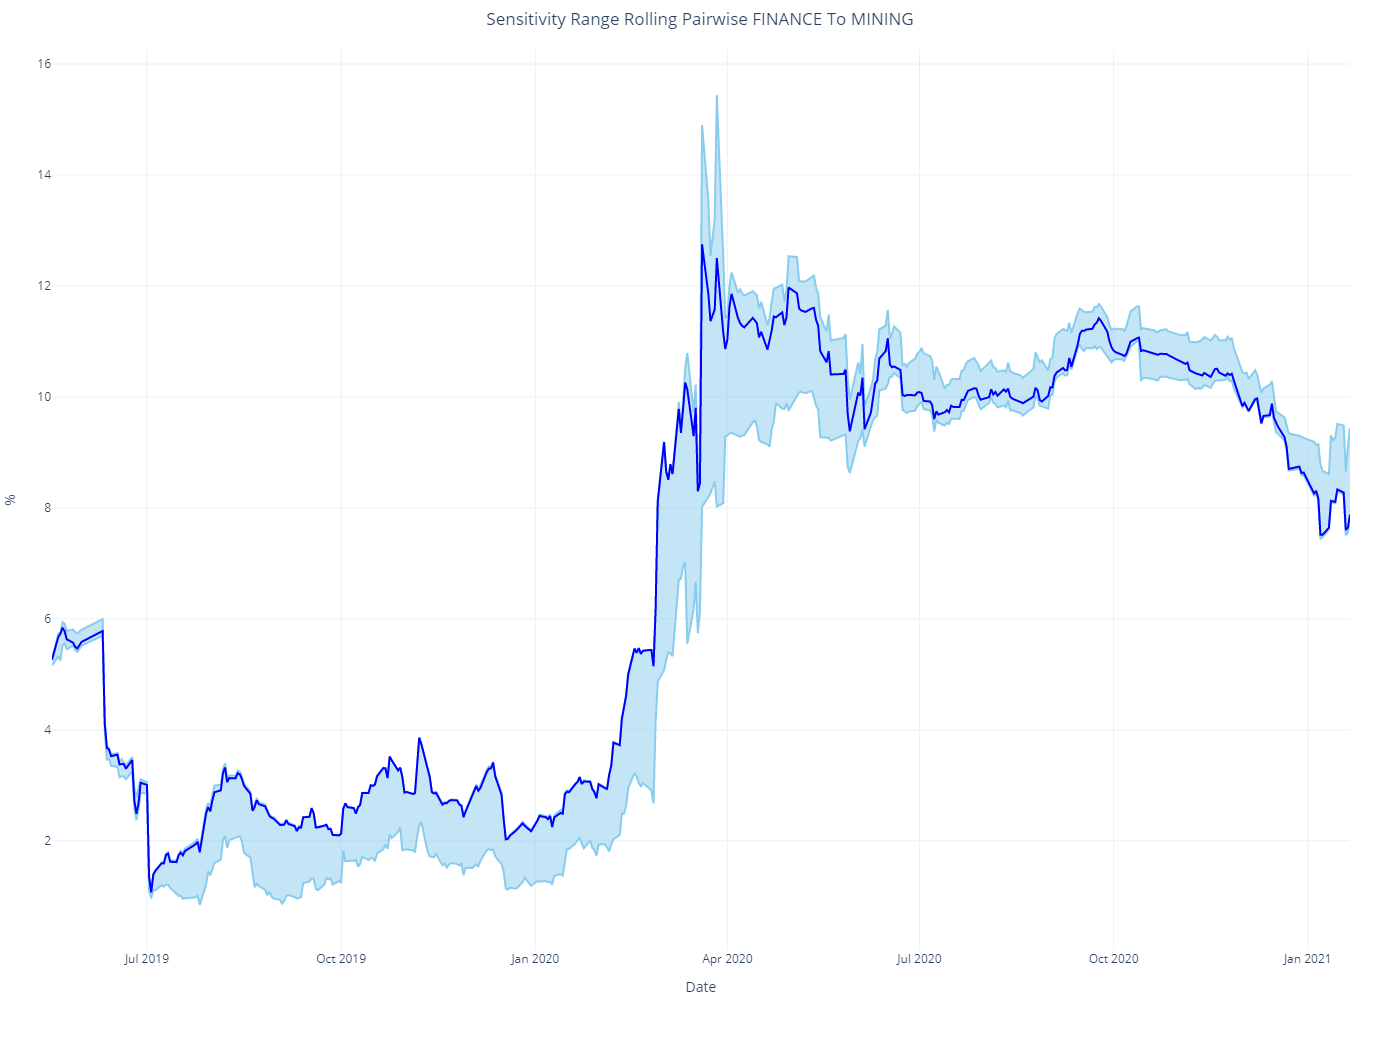 Sensitivity Range Rolling Pairwise FINANCE To MINING
16
14
12
10
8
6
4
2
%
Jul 2019
Oct 2019
Jan 2020
Apr 2020
Jul 2020
Oct 2020
Jan 2021
Date